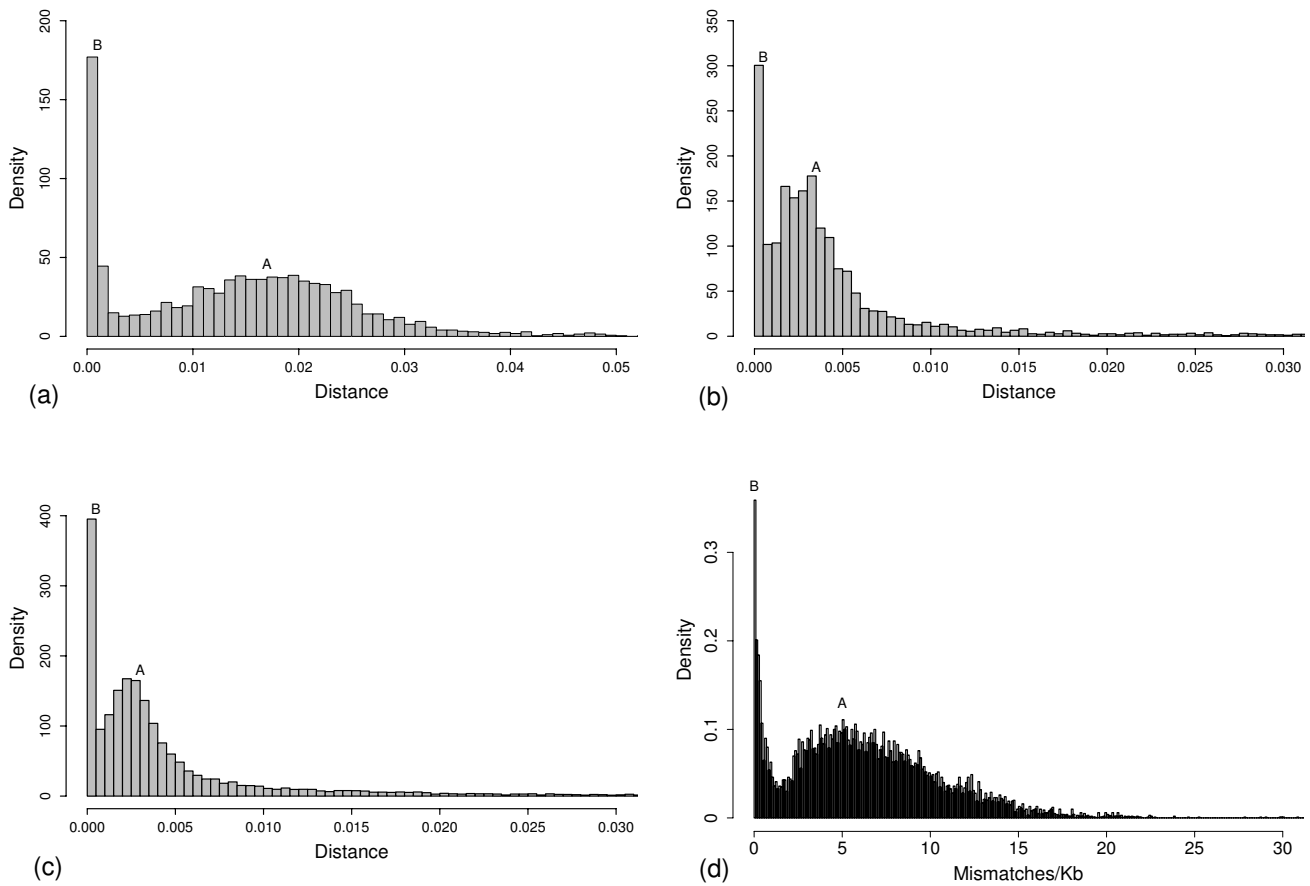 B
A
Density
0 50 100 150 200
0.00 0.01 0.02 0.03 0.04 0.05
Distance
(a)
B
A
Density
0 50 100 150 200 250 300 350
0.000 0.005 0.010 0.015 0.020 0.025 0.030
Distance
(b)
B
A
Density
0 100 200 300 400
0.000 0.005 0.010 0.015 0.020 0.025 0.030
Distance
(c)
B
A
Density
0 0.1 0.2 0.3
0 5 10 15 20 25 30
Mismatches/Kb
(d)